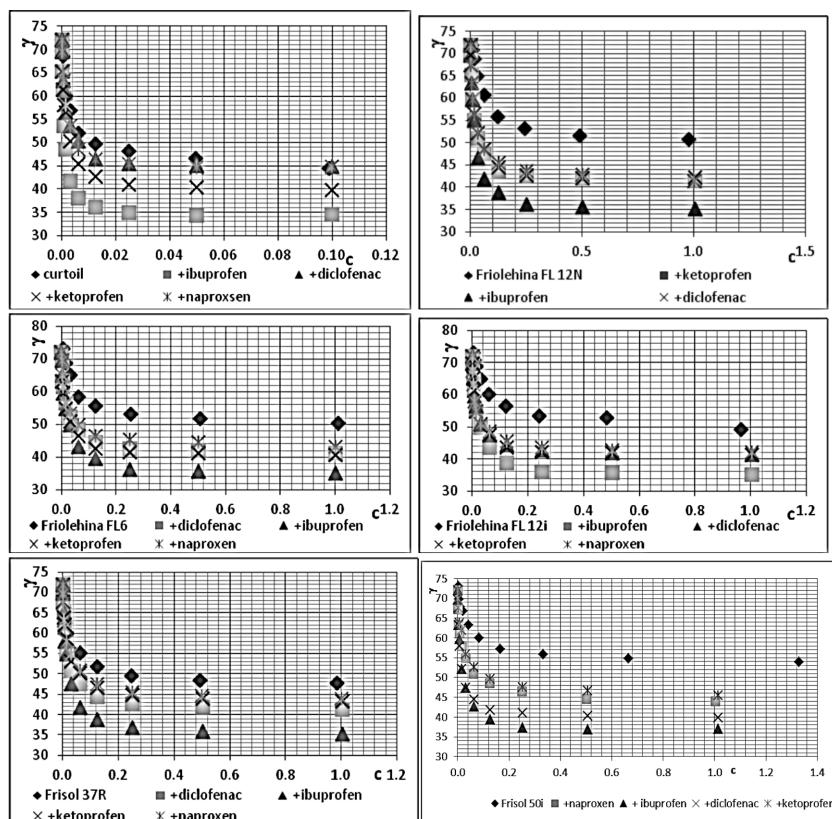 γ
75
70
65
60
55
50
45
40
35
30
0.00 0.02 0.04 0.06 0.08 0.10 0.12
c
curtoil +ibuprofen +diclofenac
+ketoprofen +naproxsen
γ
75
70
65
60
55
50
45
40
35
30
0.0 0.5 1.0 1.5
c
Friolehina FL 12N +ketoprofen
+ibuprofen +diclofenac
γ
80
70
60
50
40
30
0.0 0.2 0.4 0.6 0.8 1.0 1.2
c
Friolehina FL6 +diclofenac +ibuprofen
+ketoprofen +naproxen
γ
80
70
60
50
40
30
0.0 0.2 0.4 0.6 0.8 1.0 1.2
c
Friolehina FL 12i +ibuprofen +diclofenac
+ketoprofen +naproxen
γ
75
70
65
60
55
50
45
40
35
30
0.0 0.2 0.4 0.6 0.8 1.0 1.2
c
Frisol 37R +diclofenac +ibuprofen
+ketoprofen +naproxen
γ
75
70
65
60
55
50
45
40
35
30
0.0 0.2 0.4 0.6 0.8 1.0 1.2 1.4
c
Frisol 50i +naproxen + ibuprofen +diclofenac +ketoprofen